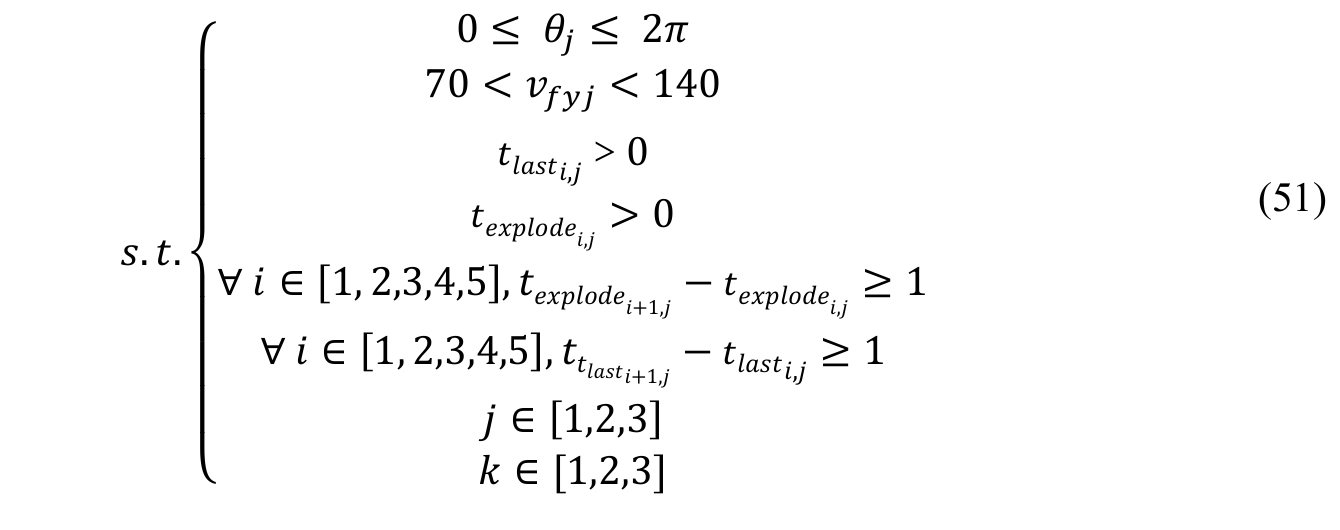 0 ≤ θ_j ≤ 2π
70 < v_{fyj} < 140
t_{last_{i,j}} > 0
t_{explode_{i,j}} > 0
s.t. ∀ i ∈ [1, 2,3,4,5], t_{explode_{i+1,j}} − t_{explode_{i,j}} ≥ 1 (51)
∀ i ∈ [1, 2,3,4,5], t_{t_{last_{i+1,j}}} − t_{last_{i,j}} ≥ 1
j ∈ [1,2,3]
k ∈ [1,2,3]